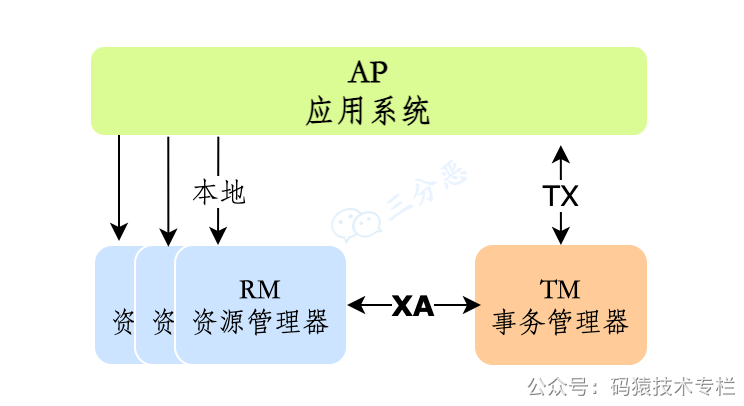 AP
应用系统
本地
TX
三分恶
资
资
RM
资源管理器
XA
TM
事务管理器
公众号：码猿技术专栏